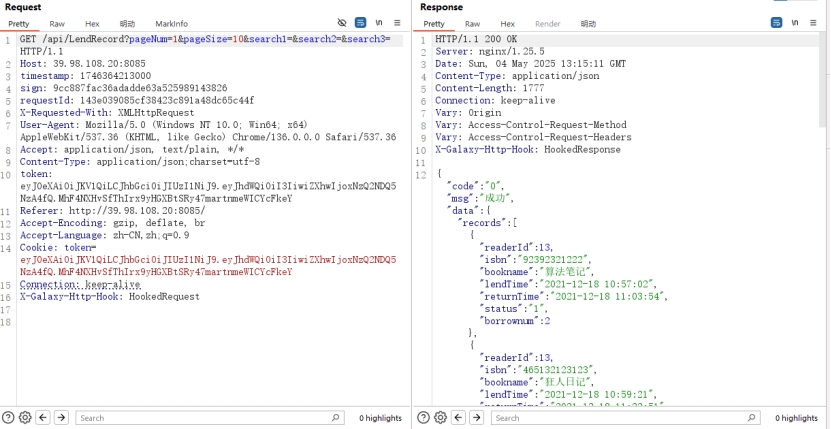 Request
Pretty Raw Hex 明动 MarkInfo
\n
1 GET /api/LendRecord?pageNum=1&pageSize=10&search1=&search2=&search3=
HTTP/1.1
2 Host: 39.98.108.20:8085
3 timestamp: 1746364213000
4 sign: 9cc887fac36adadde63a525989143826
5 requestId: 143e039085cf38423c891a48dc65c44f
6 X-Requested-With: XMLHttpRequest
7 User-Agent: Mozilla/5.0 (Windows NT 10.0; Win64; x64)
AppleWebKit/537.36 (KHTML, like Gecko) Chrome/136.0.0.0 Safari/537.36
8 Accept: application/json, text/plain, */*
9 Content-Type: application/json;charset=utf-8
10 token:
eyJ0eXAiOiJKV1QiLCJhbGciOiJIUzI1NiJ9.eyJhdWQiOiI3IiwiZXhwIjoxNzQ2NDQ5
NzA4fQ.MhF4NXHvSfThIrx9yHGXBtSRy47martnmeWICYcFkeY
11 Referer: http://39.98.108.20:8085/
12 Accept-Encoding: gzip, deflate, br
13 Accept-Language: zh-CN,zh;q=0.9
14 Cookie: token=
eyJ0eXAiOiJKV1QiLCJhbGciOiJIUzI1NiJ9.eyJhdWQiOiI3IiwiZXhwIjoxNzQ2NDQ5
NzA4fQ.MhF4NXHvSfThIrx9yHGXBtSRy47martnmeWICYcFkeY
15 Connection: keep-alive
16 X-Galaxy-Http-Hook: HookedRequest
17
18
Search
0 highlights
Response
Pretty Raw Hex Render 明动
\n
1 HTTP/1.1 200 OK
2 Server: nginx/1.25.5
3 Date: Sun, 04 May 2025 13:15:11 GMT
4 Content-Type: application/json
5 Content-Length: 1777
6 Connection: keep-alive
7 Vary: Origin
8 Vary: Access-Control-Request-Method
9 Vary: Access-Control-Request-Headers
10 X-Galaxy-Http-Hook: HookedResponse
11
12 {
"code":"0",
"msg":"成功",
"data":{
"records":[
{
"readerId":13,
"isbn":"92392321222",
"bookname":"算法笔记",
"lendTime":"2021-12-18 10:57:02",
"returnTime":"2021-12-18 11:03:54",
"status":"1",
"borrownum":2
},
{
"readerId":13,
"isbn":"465132123123",
"bookname":"狂人日记",
"lendTime":"2021-12-18 10:59:21",
Search
0 highlights